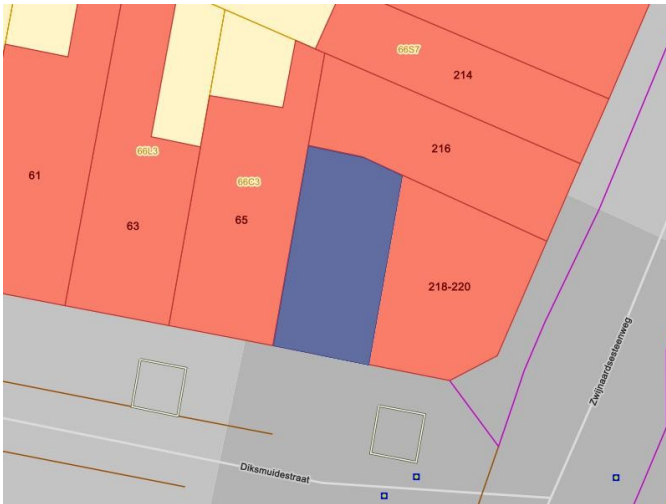 66S7
214
216
66L3
66C3
61
63
65
218-220
Zwijnaardsesteenweg
Diksmuidestraat